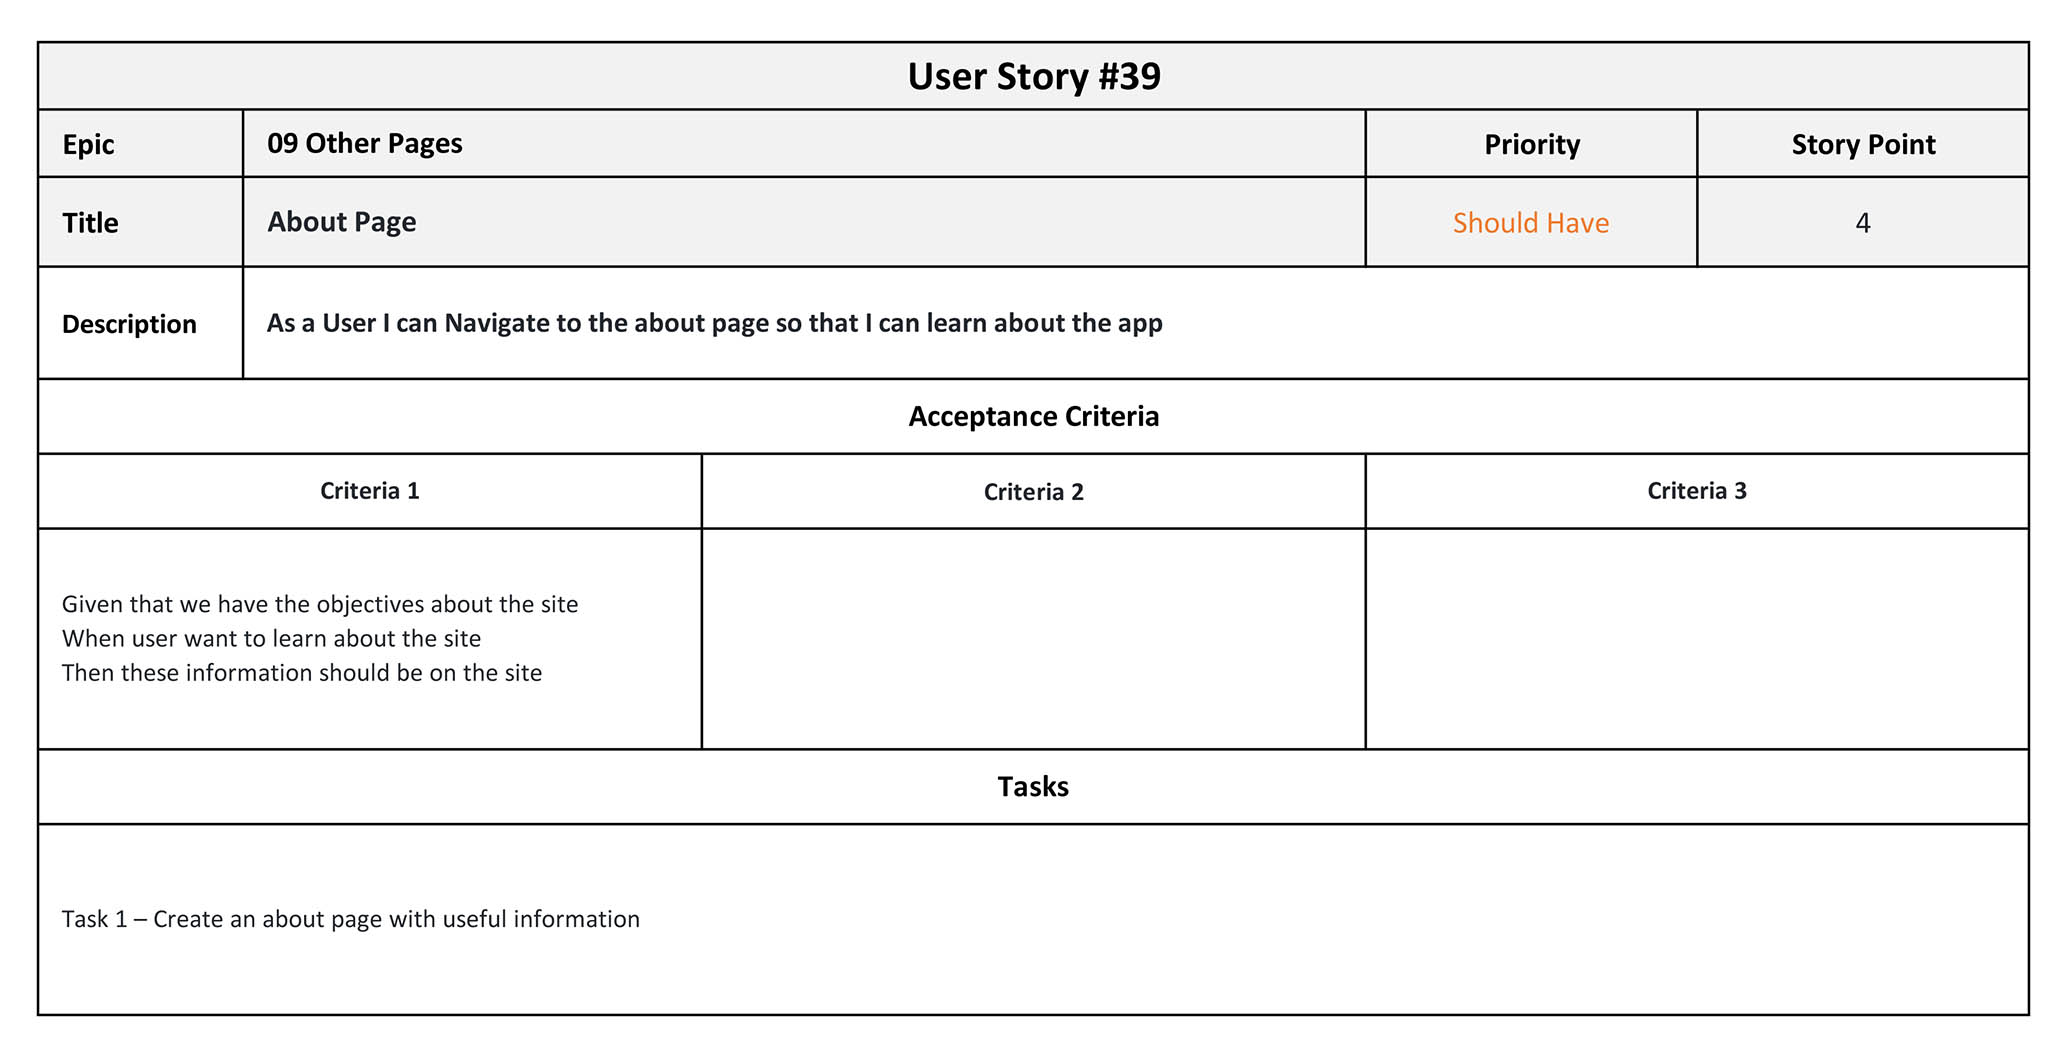 User Story #39
Epic
09 Other Pages
Priority
Story Point
Title
About Page
Should Have
4
Description
As a User I can Navigate to the about page so that I can learn about the app
Acceptance Criteria
Criteria 1
Criteria 2
Criteria 3
Given that we have the objectives about the site
When user want to learn about the site
Then these information should be on the site
Tasks
Task 1 – Create an about page with useful information